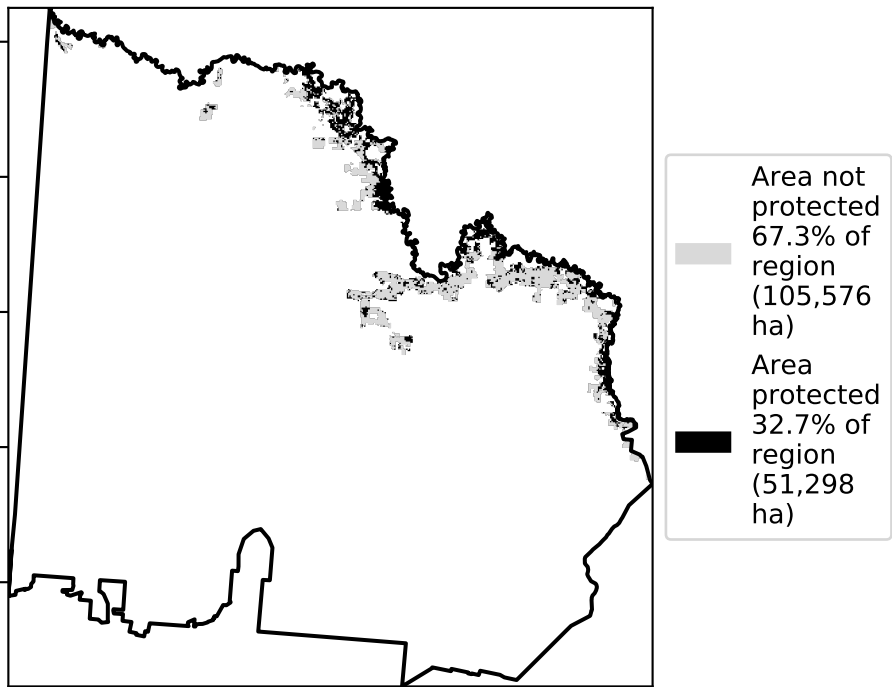 Area not
protected
67.3% of
region
(105,576
ha)
Area
protected
32.7% of
region
(51,298
ha)